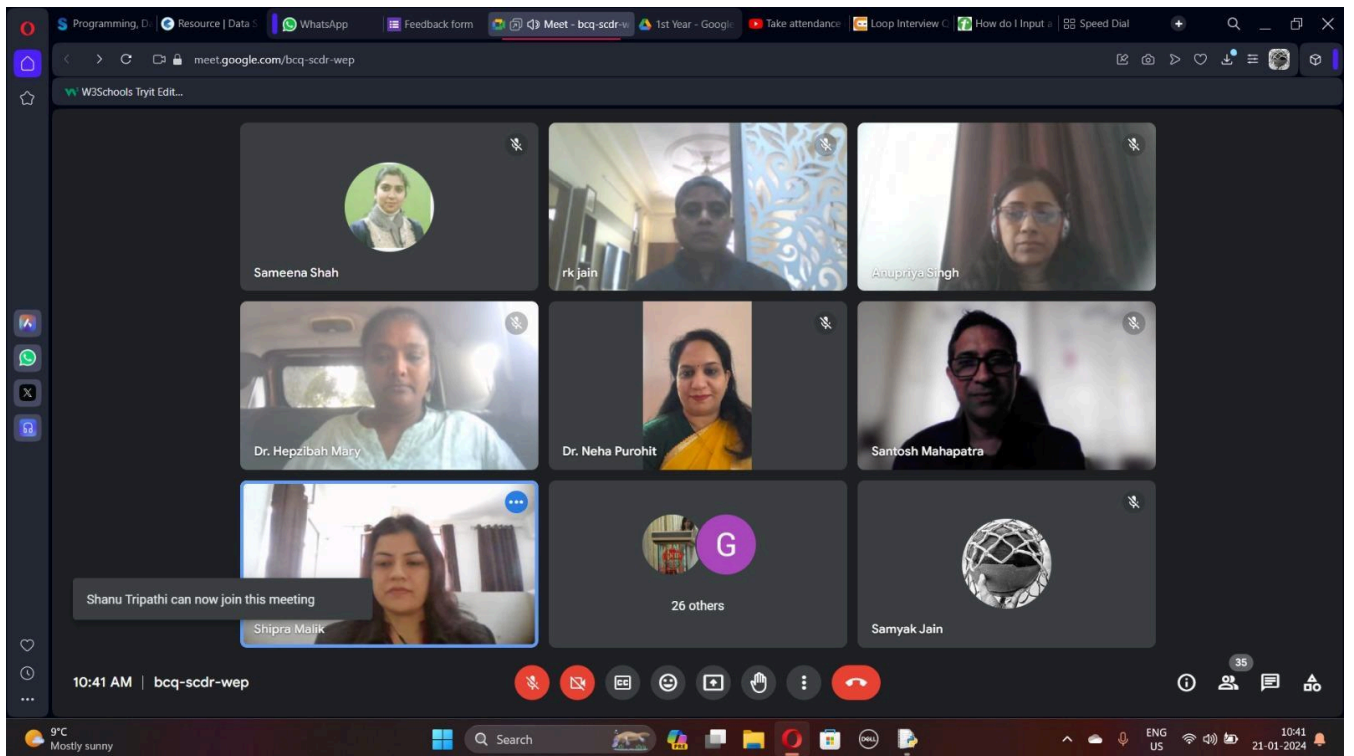 Programming, Da
Resource | Data S
WhatsApp
Feedback form
Meet - bcq-scdr-w
1st Year - Google
Take attendance
Loop Interview C
How do I Input a
Speed Dial
meet.google.com/bcq-scdr-wep
W3Schools Tryit Edit...
Sameena Shah
rk jain
Anupriya Singh
Dr. Hepzibah Mary
Dr. Neha Purohit
Santosh Mahapatra
Shanu Tripathi can now join this meeting
Shipra Malik
G
26 others
Samyak Jain
10:41 AM | bcq-scdr-wep
35
9°C
Mostly sunny
Search
ENG
US
10:41
21-01-2024